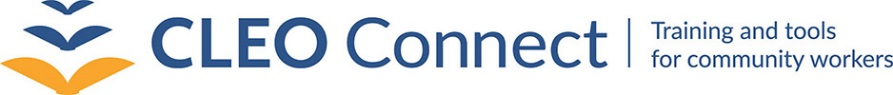 CLEO Connect
Training and tools
for community workers